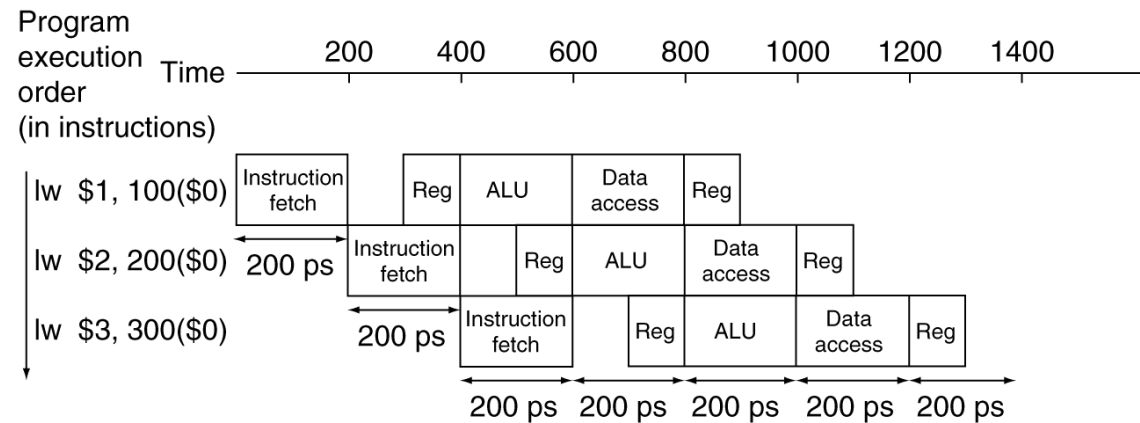 Program
execution
order
(in instructions)
Time
200 400 600 800 1000 1200 1400
lw $1, 100($0)
Instruction
fetch
Reg
ALU
Data
access
Reg
200 ps
lw $2, 200($0)
Instruction
fetch
Reg
ALU
Data
access
Reg
200 ps
lw $3, 300($0)
Instruction
fetch
Reg
ALU
Data
access
Reg
200 ps 200 ps 200 ps 200 ps 200 ps